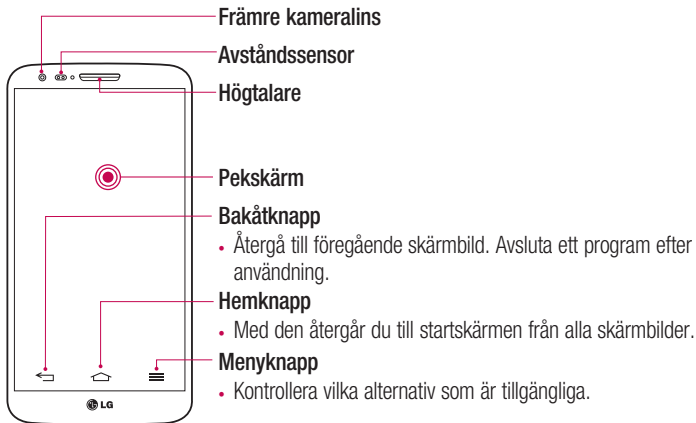 Främre kameralins
Avståndssensor
Högtalare
Pekskärm
Bakåtknapp
• Återgå till föregående skärmbild. Avsluta ett program efter
användning.
Hemknapp
• Med den återgår du till startskärmen från alla skärmbilder.
Menyknapp
• Kontrollera vilka alternativ som är tillgängliga.
LG